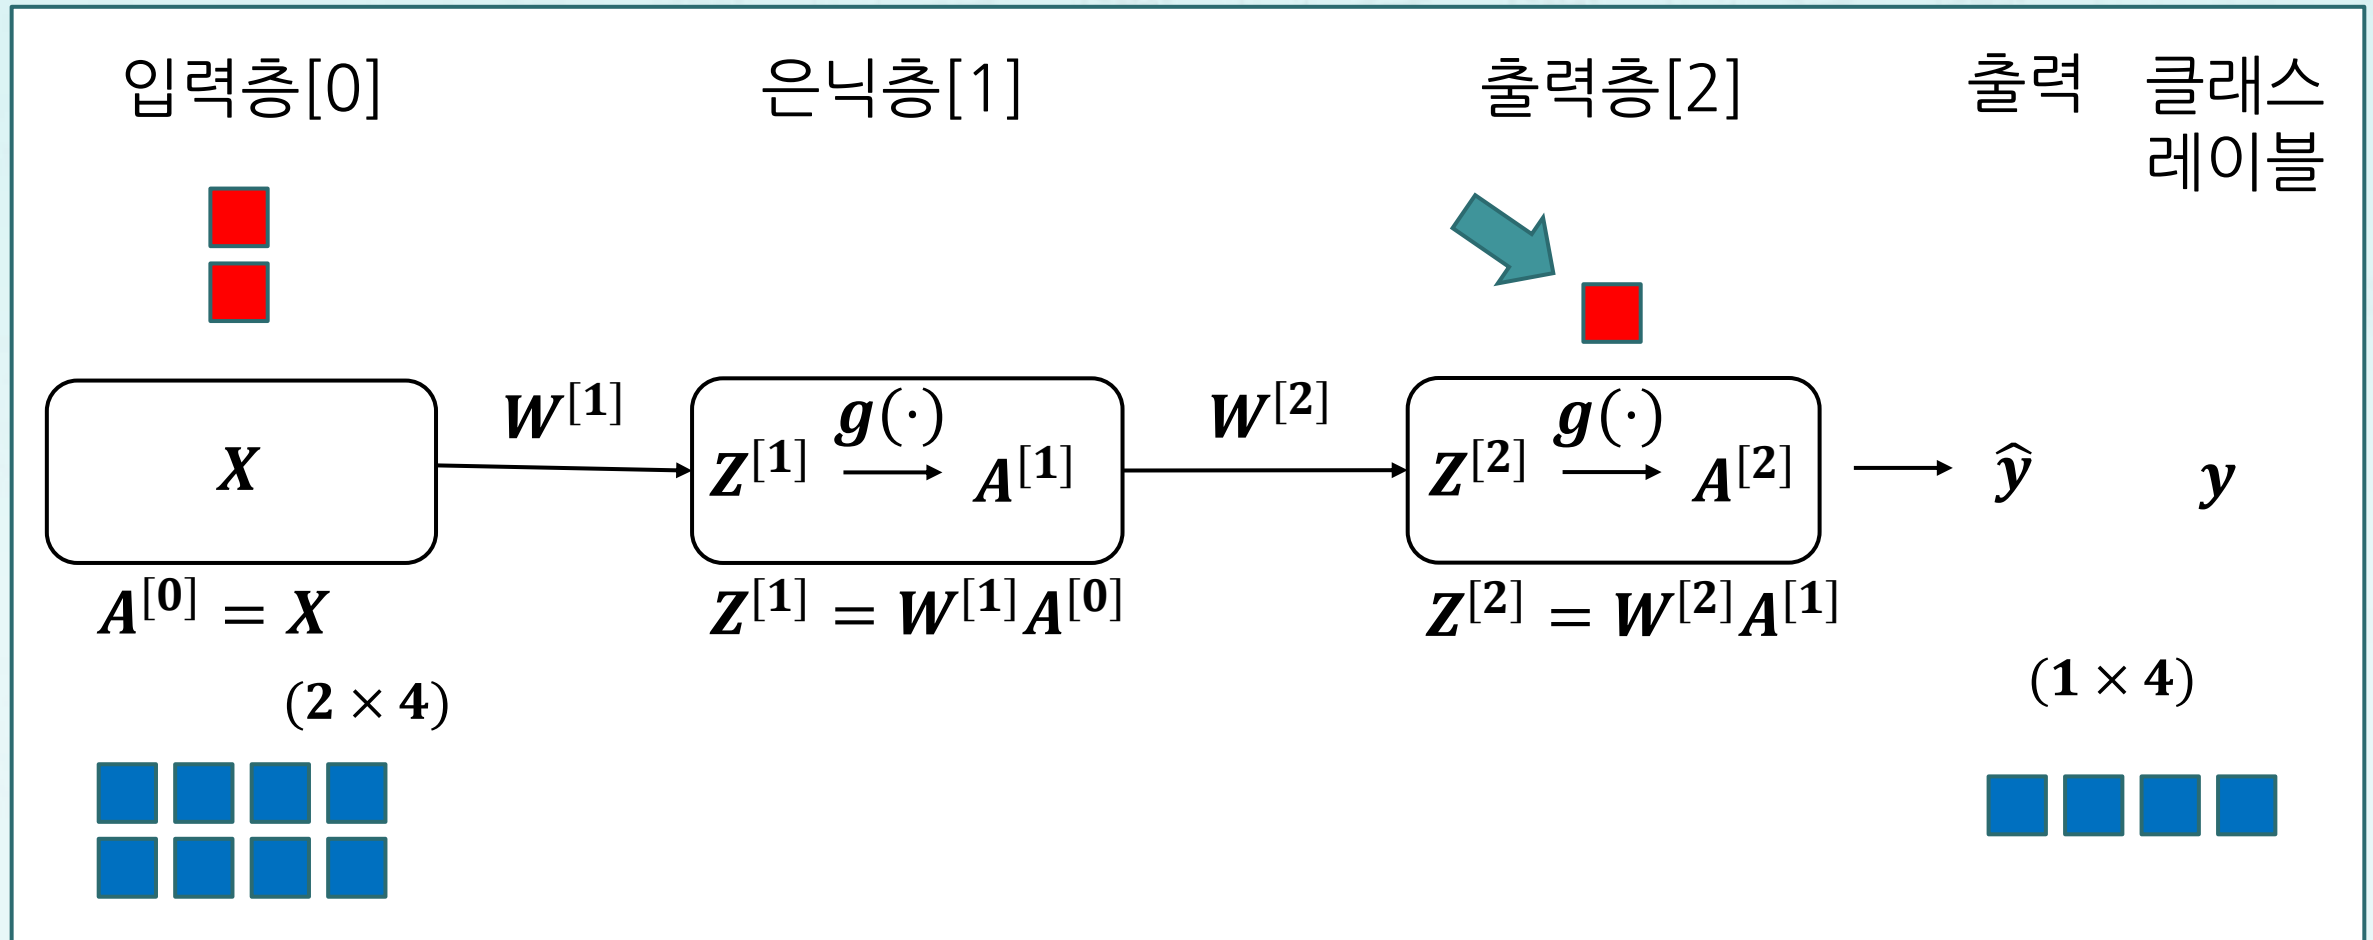 입력층[0] 은닉층[1] 출력층[2] 출력 클래스
레이블
W^[1] W^[2]
X Z^[1] g(·) A^[1] Z^[2] g(·) A^[2] ŷ y
A^[0] = X Z^[1] = W^[1]A^[0] Z^[2] = W^[2]A^[1]
(2 × 4) (1 × 4)